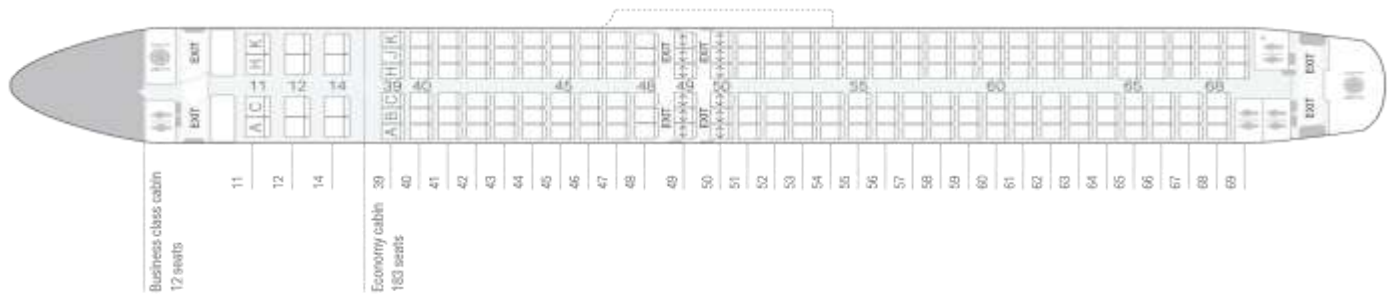 EXIT
K
H
K
J
H
EXIT
EXIT
EXIT
11 12 14 39 40 45 48 49 50 55 60 65 68
EXIT
C
A
C
B
A
EXIT
EXIT
EXIT
11 12 14 39 40 41 42 43 44 45 46 47 48 49 50 51 52 53 54 55 56 57 58 59 60 61 62 63 64 65 66 67 68 69
Business class cabin
12 seats
Economy cabin
183 seats